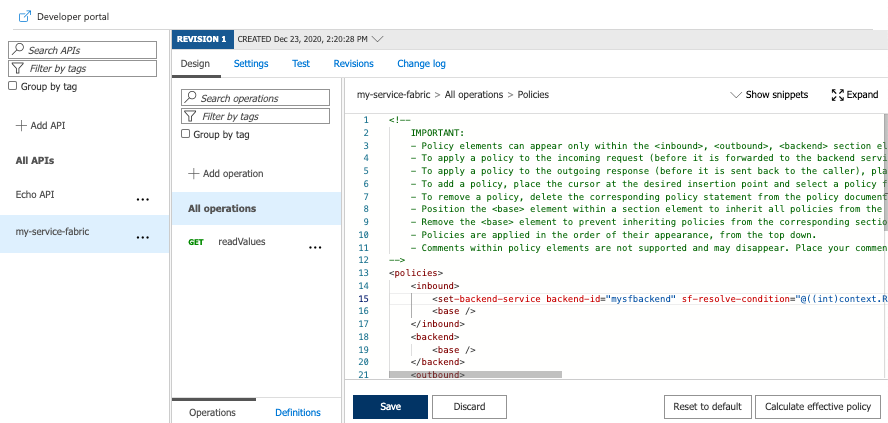 Developer portal
Search APIs
Filter by tags
Group by tag
Add API
All APIs
Echo API
...
my-service-fabric
...
REVISION 1
CREATED Dec 23, 2020, 2:20:28 PM
Design
Settings
Test
Revisions
Change log
Search operations
Filter by tags
Group by tag
Add operation
All operations
GET readValues
...
Operations
Definitions
my-service-fabric > All operations > Policies
Show snippets
Expand
1 <!--
2 IMPORTANT:
3 - Policy elements can appear only within the <inbound>, <outbound>, <backend> section el
4 - To apply a policy to the incoming request (before it is forwarded to the backend servi
5 - To apply a policy to the outgoing response (before it is sent back to the caller), pla
6 - To add a policy, place the cursor at the desired insertion point and select a policy f
7 - To remove a policy, delete the corresponding policy statement from the policy document
8 - Position the <base> element within a section element to inherit all policies from the
9 - Remove the <base> element to prevent inheriting policies from the corresponding sectio
10 - Policies are applied in the order of their appearance, from the top down.
11 - Comments within policy elements are not supported and may disappear. Place your commen
12 -->
13 <policies>
14 <inbound>
15 <set-backend-service backend-id="mysfbackend" sf-resolve-condition="@((int)context.R
16 <base />
17 </inbound>
18 <backend>
19 <base />
20 </backend>
21 <outbound>
Save
Discard
Reset to default
Calculate effective policy